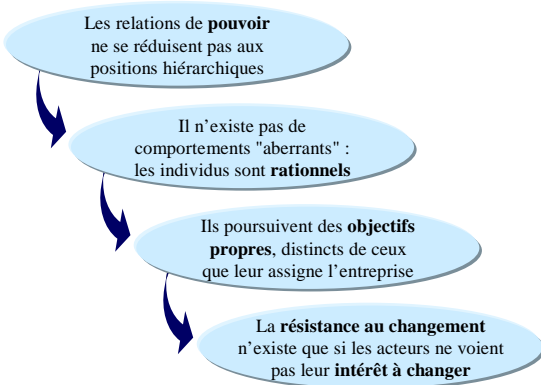 Les relations de pouvoir
ne se réduisent pas aux
positions hiérarchiques
Il n’existe pas de
comportements "aberrants" :
les individus sont rationnels
Ils poursuivent des objectifs
propres, distincts de ceux
que leur assigne l’entreprise
La résistance au changement
n’existe que si les acteurs ne voient
pas leur intérêt à changer